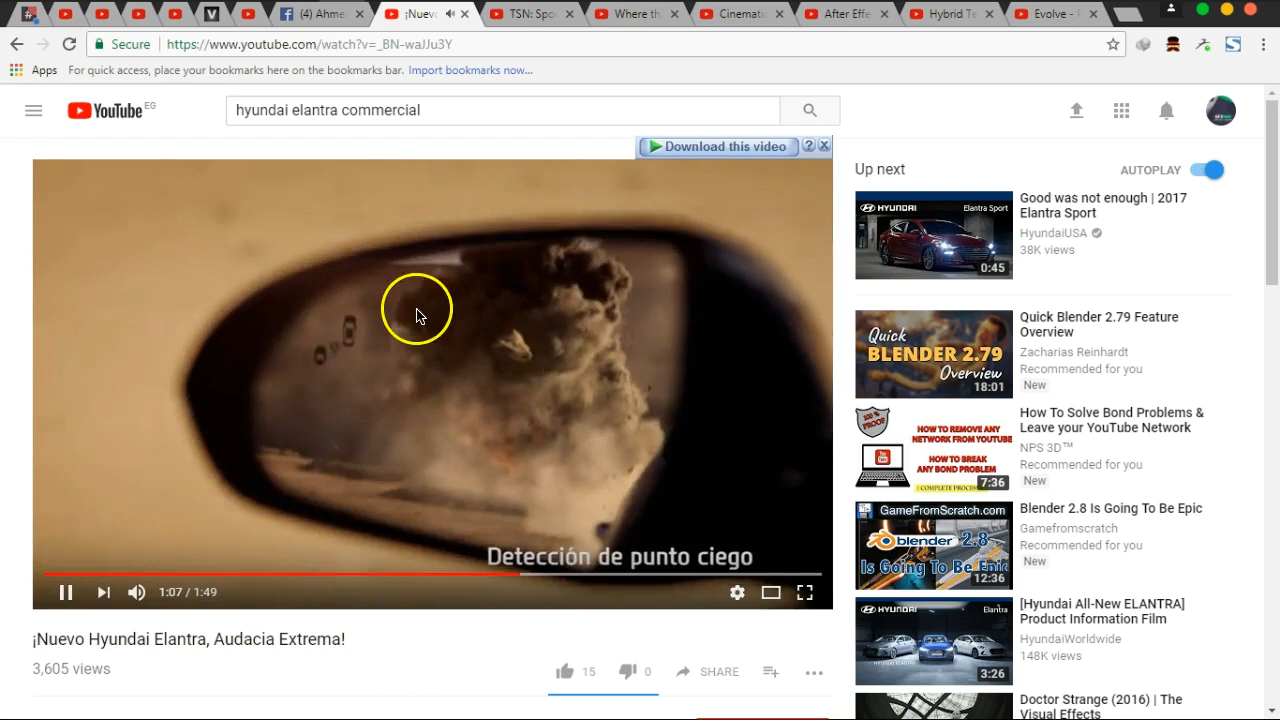 (4) Ahme
¡Nuevo
TSN: Spo
Where th
Cinematic
After Effe
Hybrid Te
Evolve -
Secure
https://www.youtube.com/watch?v=_BN-waJJu3Y
Apps
For quick access, place your bookmarks here on the bookmarks bar. Import bookmarks now...
YouTube EG
hyundai elantra commercial
Download this video ? X
Detección de punto ciego
1:07 / 1:49
¡Nuevo Hyundai Elantra, Audacia Extrema!
3,605 views
15
0
SHARE
Up next
AUTOPLAY
HYUNDAI
Elantra Sport
0:45
Good was not enough | 2017
Elantra Sport
HyundaiUSA
38K views
Quick
BLENDER 2.79
Overview
18:01
Quick Blender 2.79 Feature
Overview
Zacharias Reinhardt
Recommended for you
New
100 %
PROOF
HOW TO REMOVE ANY
NETWORK FROM YOUTUBE
HOW TO BREAK
ANY BOND PROBLEM
7:36
How To Solve Bond Problems &
Leave your YouTube Network
NPS 3D™
Recommended for you
New
GameFromScratch.com
blender 2.8
Is Going To Be Epic
12:36
Blender 2.8 Is Going To Be Epic
Gamefromscratch
Recommended for you
New
HYUNDAI
Elantra
3:26
[Hyundai All-New ELANTRA]
Product Information Film
HyundaiWorldwide
148K views
Doctor Strange (2016) | The
Visual Effects